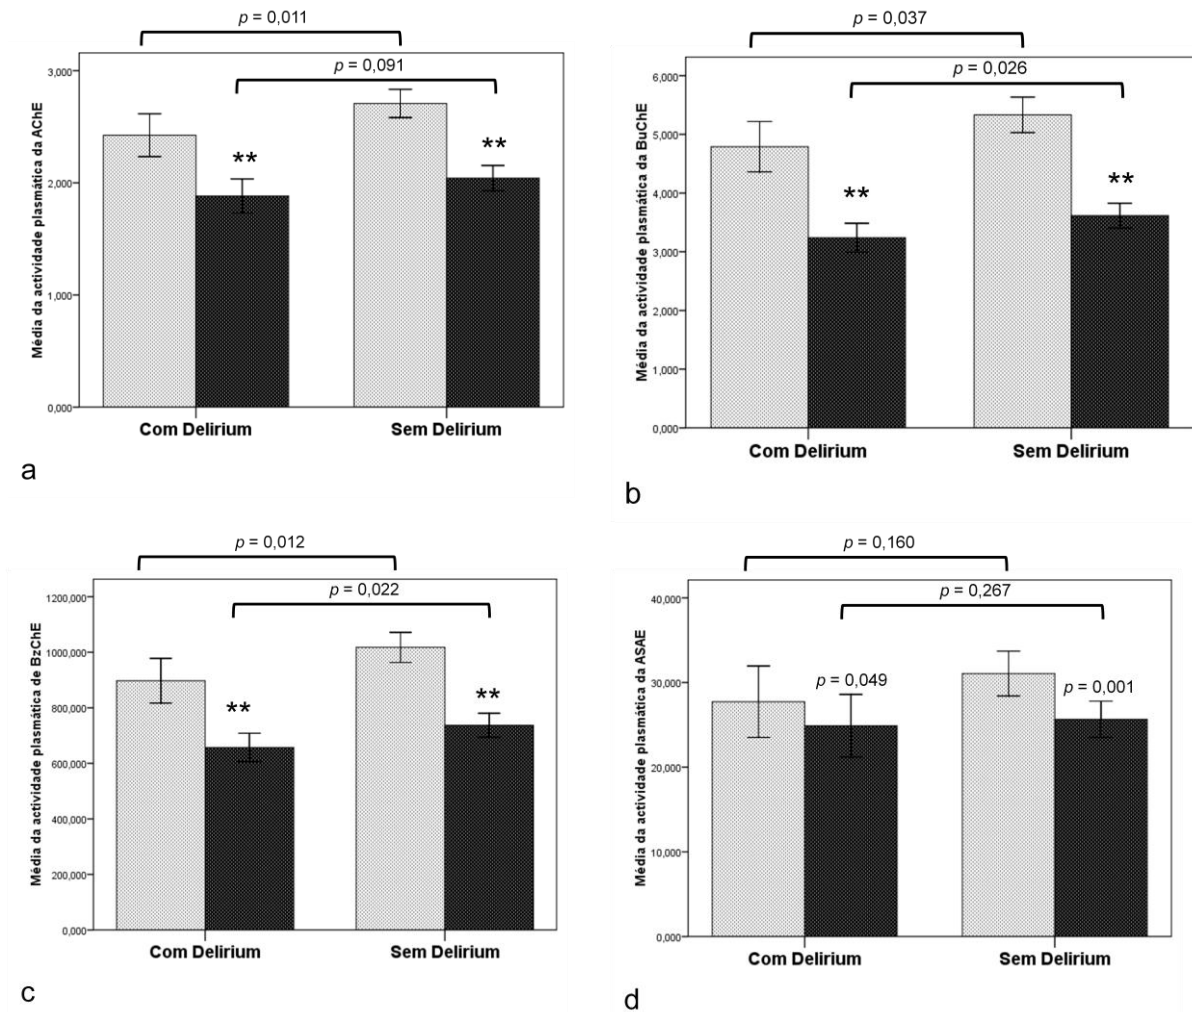 p = 0,011
p = 0,091
Média da actividade plasmática da AChE
3,000
2,000
1,000
0,000
**
**
Com Delirium
Sem Delirium
a
p = 0,037
p = 0,026
Média da actividade plasmática da BuChE
6,000
5,000
4,000
3,000
2,000
1,000
0,000
**
**
Com Delirium
Sem Delirium
b
p = 0,012
p = 0,022
Média da actividade plasmática de BzChE
1200,000
1000,000
800,000
600,000
400,000
200,000
0,000
**
**
Com Delirium
Sem Delirium
c
p = 0,160
p = 0,267
Média da actividade plasmática da ASAE
40,000
30,000
20,000
10,000
0,000
p = 0,049
p = 0,001
Com Delirium
Sem Delirium
d